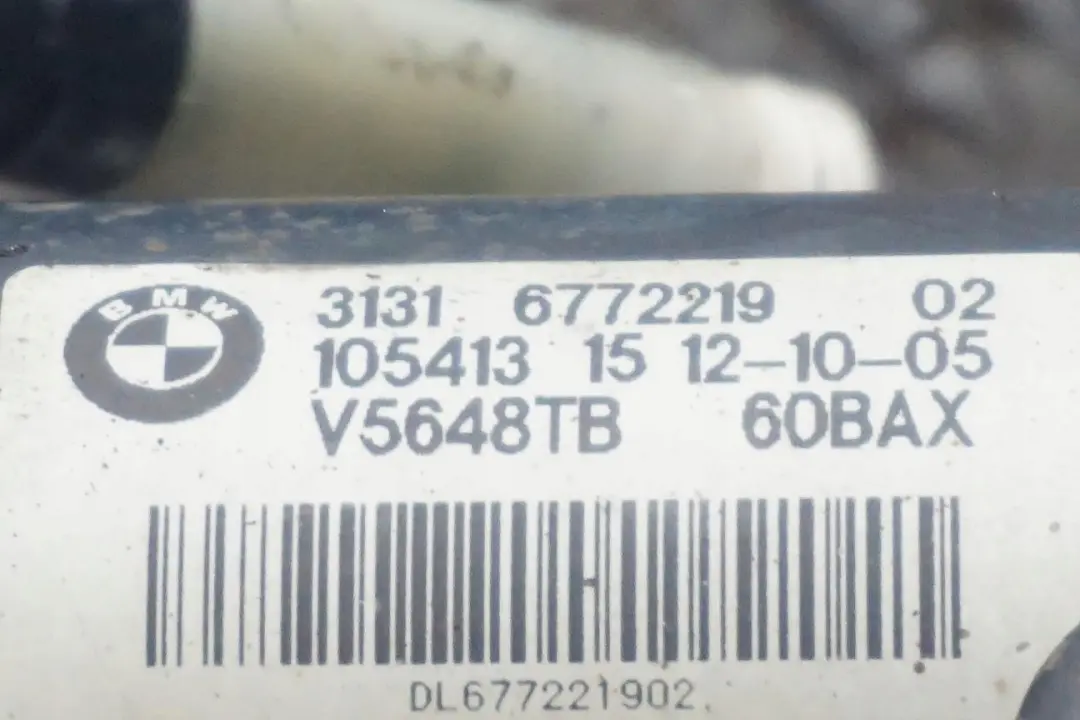 BMW
3131 6772219 02
105413 15 12-10-05
V5648TB 60BAX
DL677221902